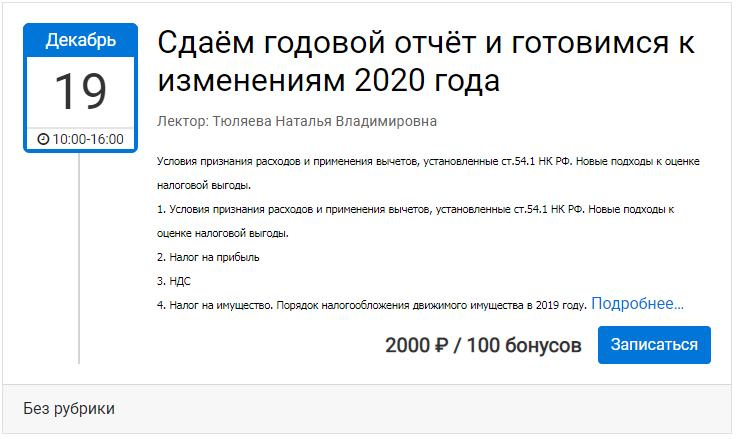 Декабрь
19
10:00-16:00
Сдаём годовой отчёт и готовимся к
изменениям 2020 года
Лектор: Тюляева Наталья Владимировна
Условия признания расходов и применения вычетов, установленные ст.54.1 НК РФ. Новые подходы к оценке
налоговой выгоды.
1. Условия признания расходов и применения вычетов, установленные ст.54.1 НК РФ. Новые подходы к
оценке налоговой выгоды.
2. Налог на прибыль
3. НДС
4. Налог на имущество. Порядок налогообложения движимого имущества в 2019 году. Подробнее...
2000 ₽ / 100 бонусов
Записаться
Без рубрики